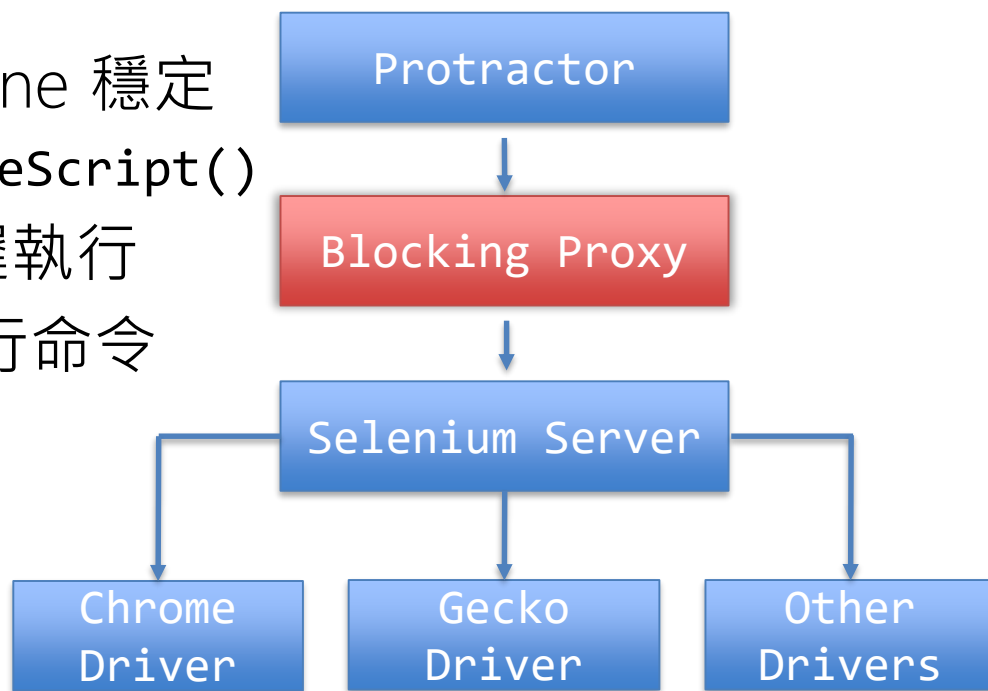 ne 穩定
eScript()
執行
行命令
Protractor
Blocking Proxy
Selenium Server
Chrome
Driver
Gecko
Driver
Other
Drivers